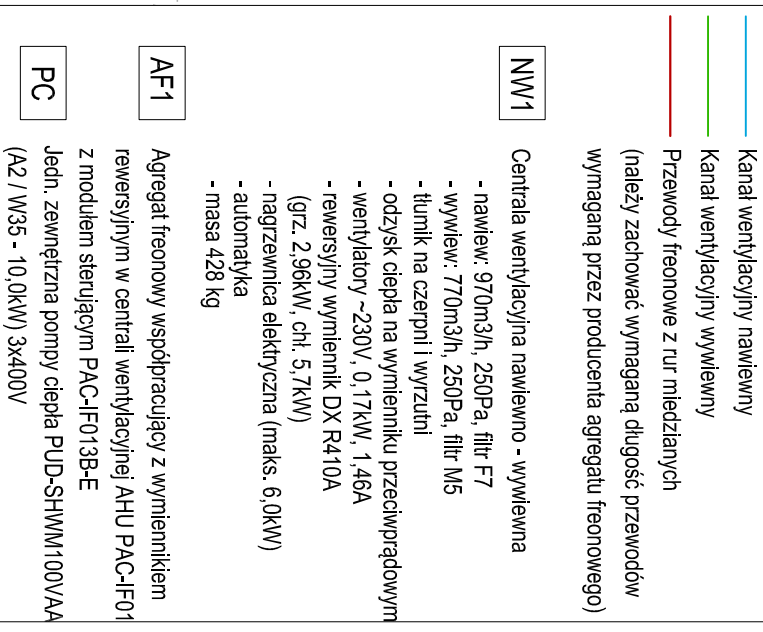 Kanał wentylacyjny nawiewny
Kanał wentylacyjny wywiewny
Przewody freonowe z rur miedzianych
(należy zachować wymaganą długość przewodów
wymaganą przez producenta agregatu freonowego)
NW1
Centrala wentylacyjna nawiewno - wywiewna
- nawiew: 970m3/h, 250Pa, filtr F7
- wywiew: 770m3/h, 250Pa, filtr M5
- tłumik na czerpni i wyrzutni
- odzysk ciepła na wymienniku przeciwprądowym
- wentylatory ~230V, 0,17kW, 1,46A
- rewersyjny wymiennik DX R410A
(grz. 2,96kW, chł. 5,7kW)
- nagrzewnica elektryczna (maks. 6,0kW)
- automatyka
- masa 428 kg
AF1
Agregat freonowy współpracujący z wymiennikiem
rewersyjnym w centrali wentylacyjnej AHU PAC-IF01
z modułem sterującym PAC-IF013B-E
PC
Jedn. zewnętrzna pompy ciepła PUD-SHWM100VAA
(A2 / W35 - 10,0kW) 3x400V